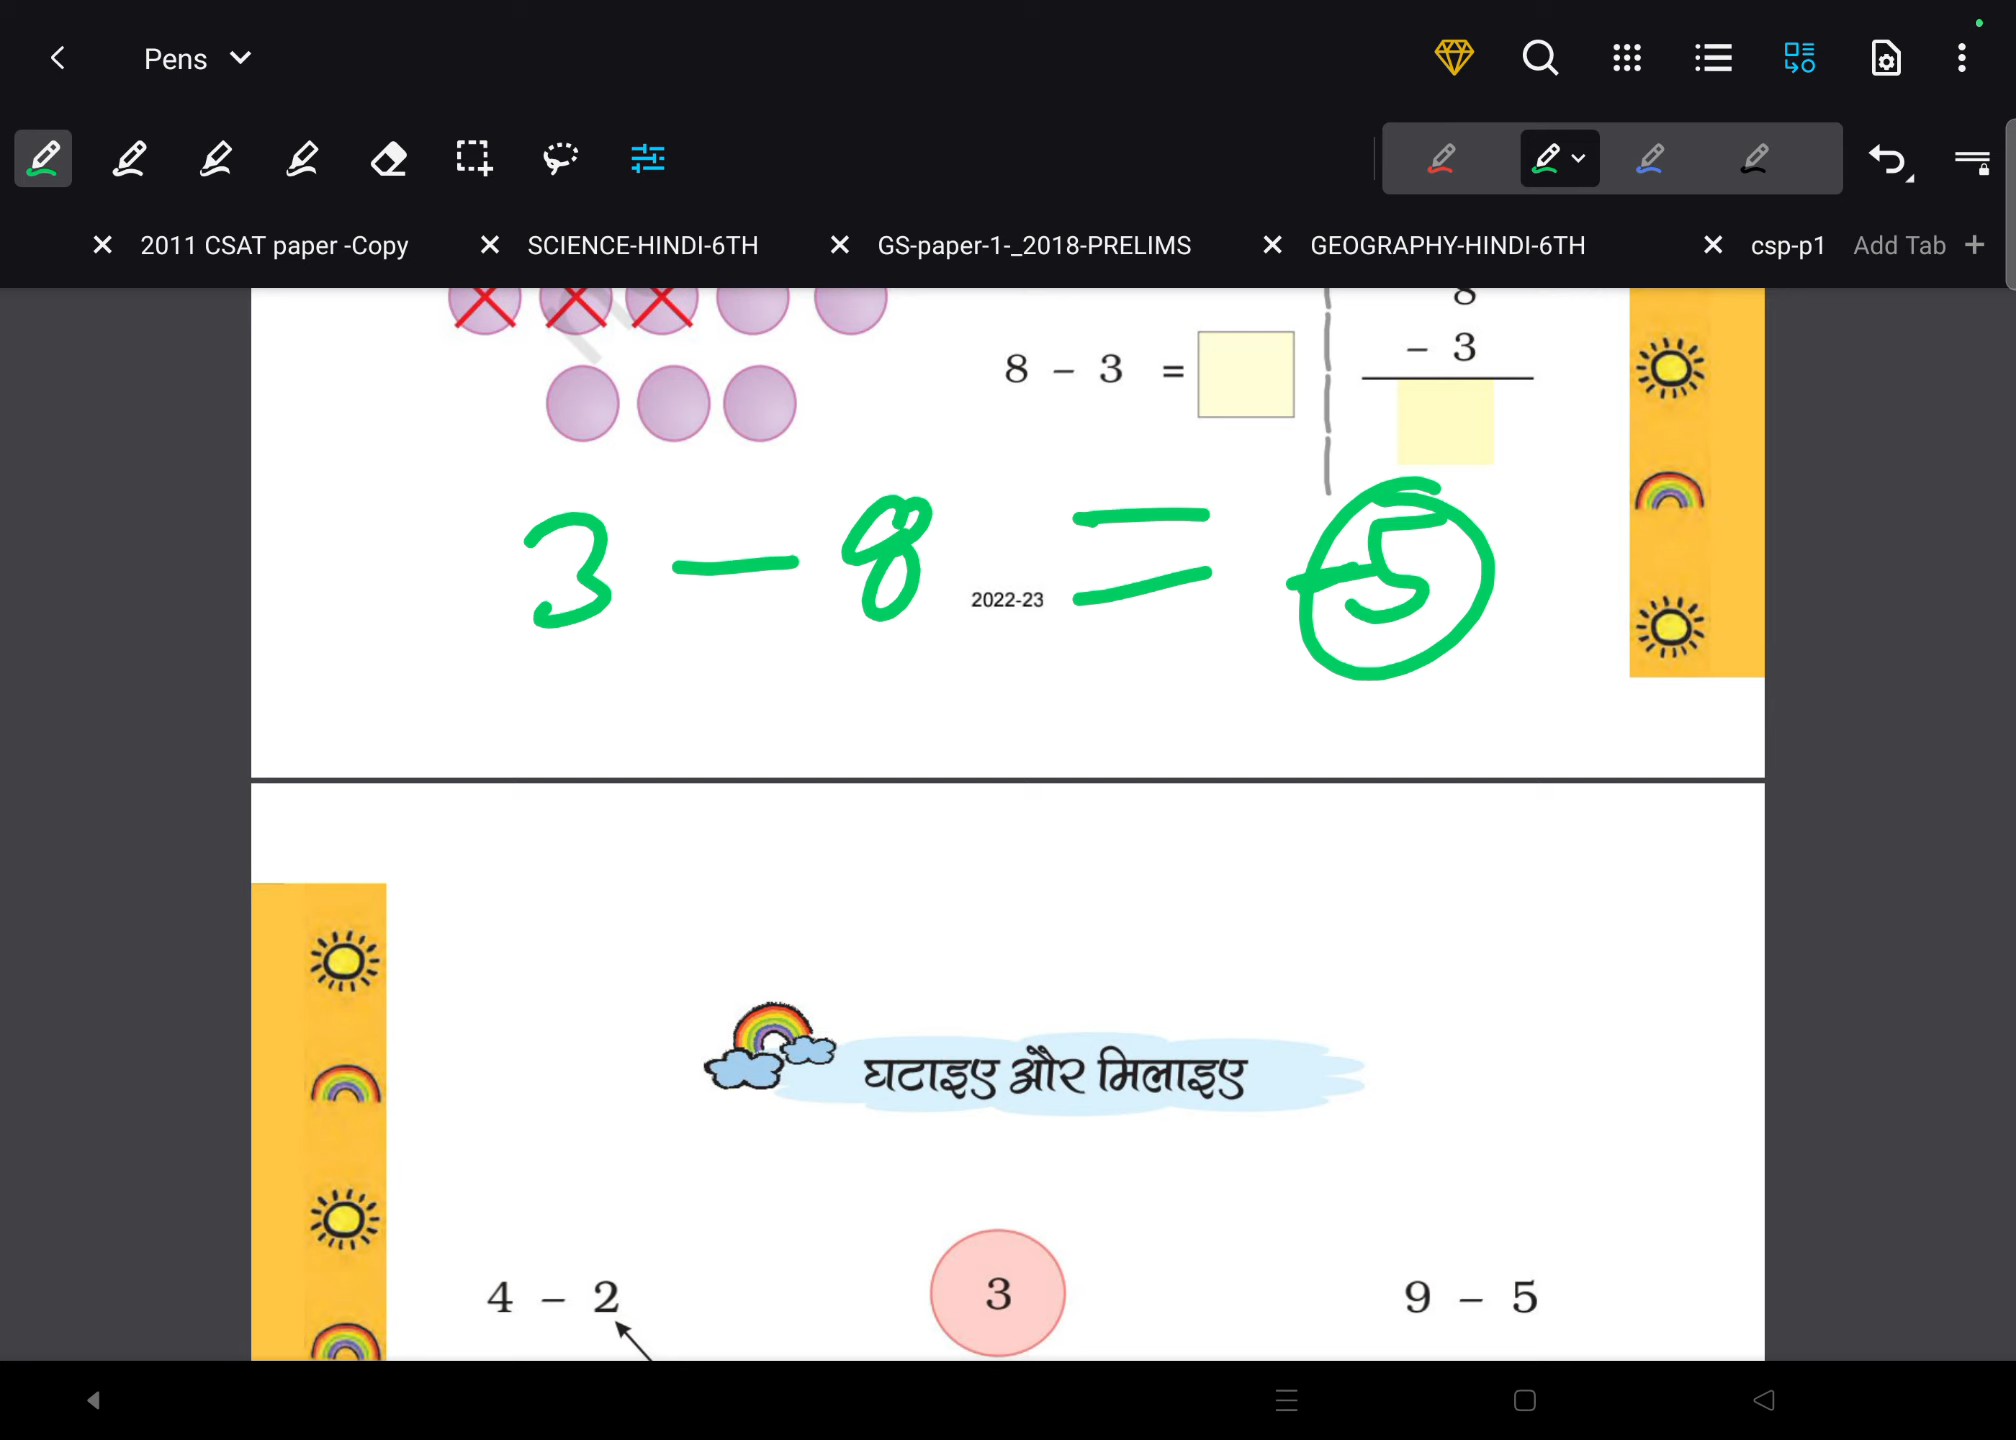 Pens
2011 CSAT paper -Copy
SCIENCE-HINDI-6TH
GS-paper-1-_2018-PRELIMS
GEOGRAPHY-HINDI-6TH
csp-p1
Add Tab +
8
8 - 3 =
- 3
3 - 8 = -5
2022-23
घटाइए और मिलाइए
4 - 2
3
9 - 5